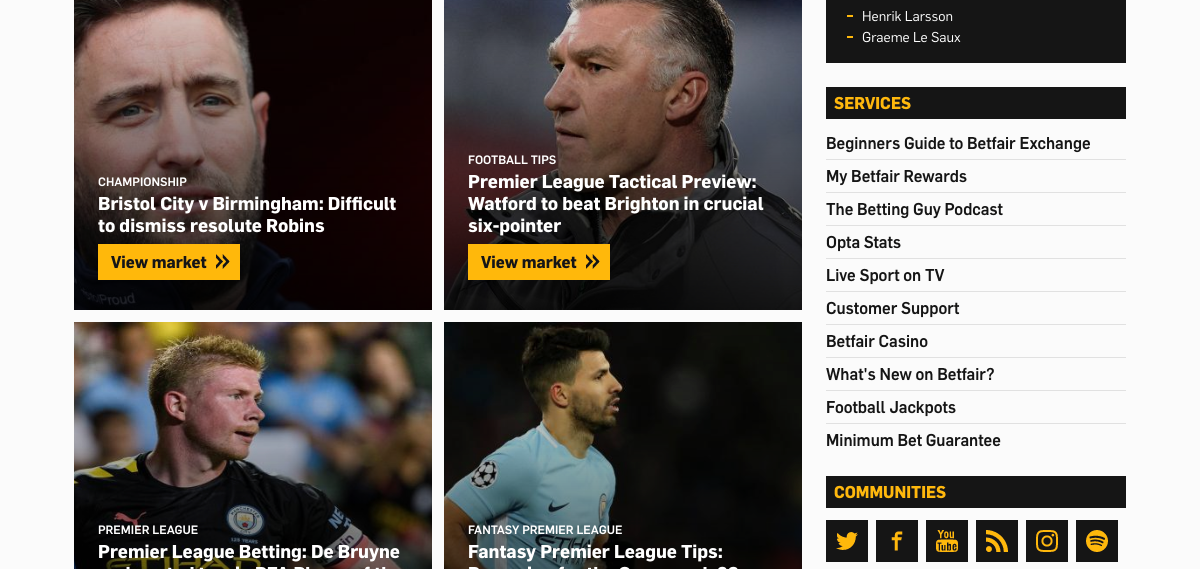 Henrik Larsson
Graeme Le Saux
CHAMPIONSHIP
Bristol City v Birmingham: Difficult
to dismiss resolute Robins
View market
FOOTBALL TIPS
Premier League Tactical Preview:
Watford to beat Brighton in crucial
six-pointer
View market
PREMIER LEAGUE
Premier League Betting: De Bruyne
FANTASY PREMIER LEAGUE
Fantasy Premier League Tips:
SERVICES
Beginners Guide to Betfair Exchange
My Betfair Rewards
The Betting Guy Podcast
Opta Stats
Live Sport on TV
Customer Support
Betfair Casino
What's New on Betfair?
Football Jackpots
Minimum Bet Guarantee
COMMUNITIES
You
Tube